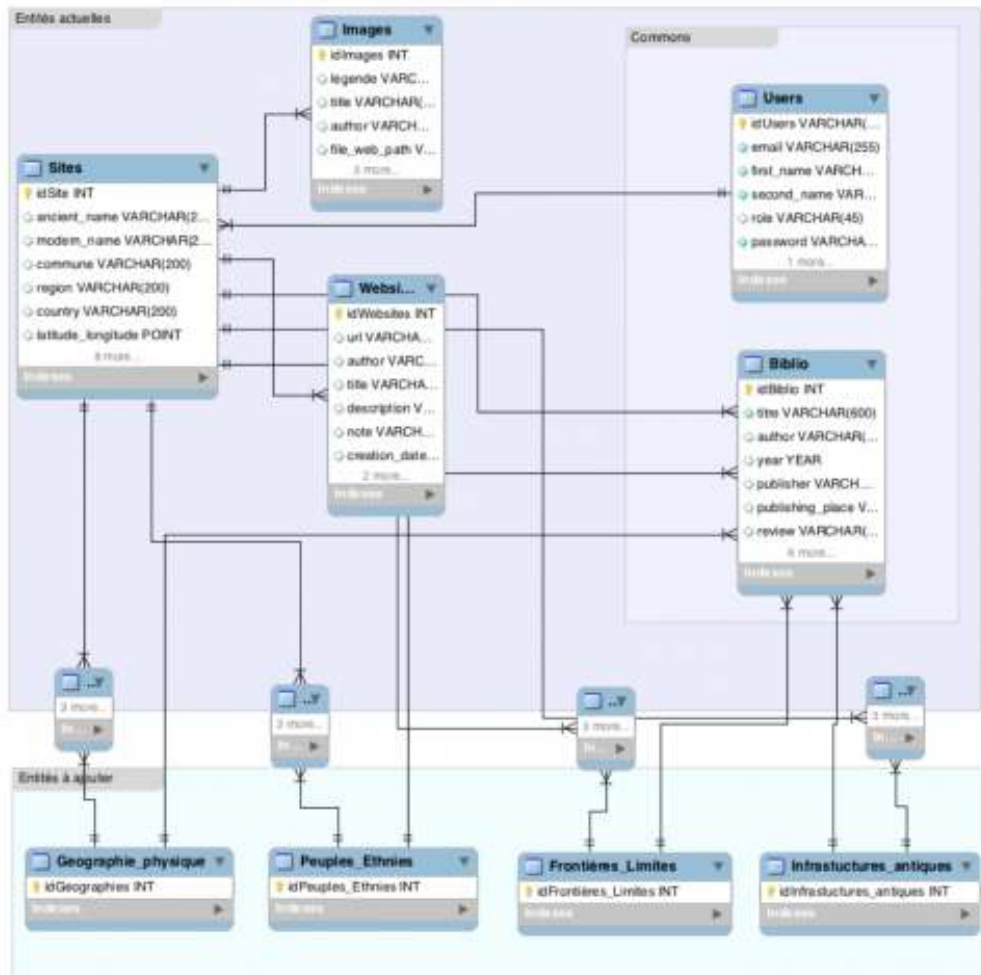 Entités actuelles
Images
idImages INT
legende VARC...
title VARCHAR(...
author VARCH...
file_web_path V...
3 more...
Indexes
Commons
Users
idUsers VARCHAR(...
email VARCHAR(255)
first_name VARCH...
second_name VAR...
role VARCHAR(45)
password VARCHA...
1 more...
Indexes
Sites
idSite INT
ancient_name VARCHAR(2...
modern_name VARCHAR(2...
commune VARCHAR(200)
region VARCHAR(200)
country VARCHAR(200)
latitude_longitude POINT
more...
Indexes
Websi...
idWebsites INT
url VARCHA...
author VARC...
title VARCHA...
description V...
note VARCH...
creation_date...
2 more...
Indexes
Biblio
idBiblio INT
titre VARCHAR(600)
author VARCHAR(...
year YEAR
publisher VARCH...
publishing_place V...
review VARCHAR(...
6 more...
Indexes
...
3 more...
In...
...
3 more...
In...
...
3 more...
In...
...
3 more...
In...
Entités à ajouter
Geographie_physique
idGeographies INT
Indexes
Peuples_Ethnies
idPeuples_Ethnies INT
Indexes
Frontières_Limites
idFrontières_Limites INT
Indexes
Infrastuctures_antiques
idInfrastuctures_antiques INT
Indexes